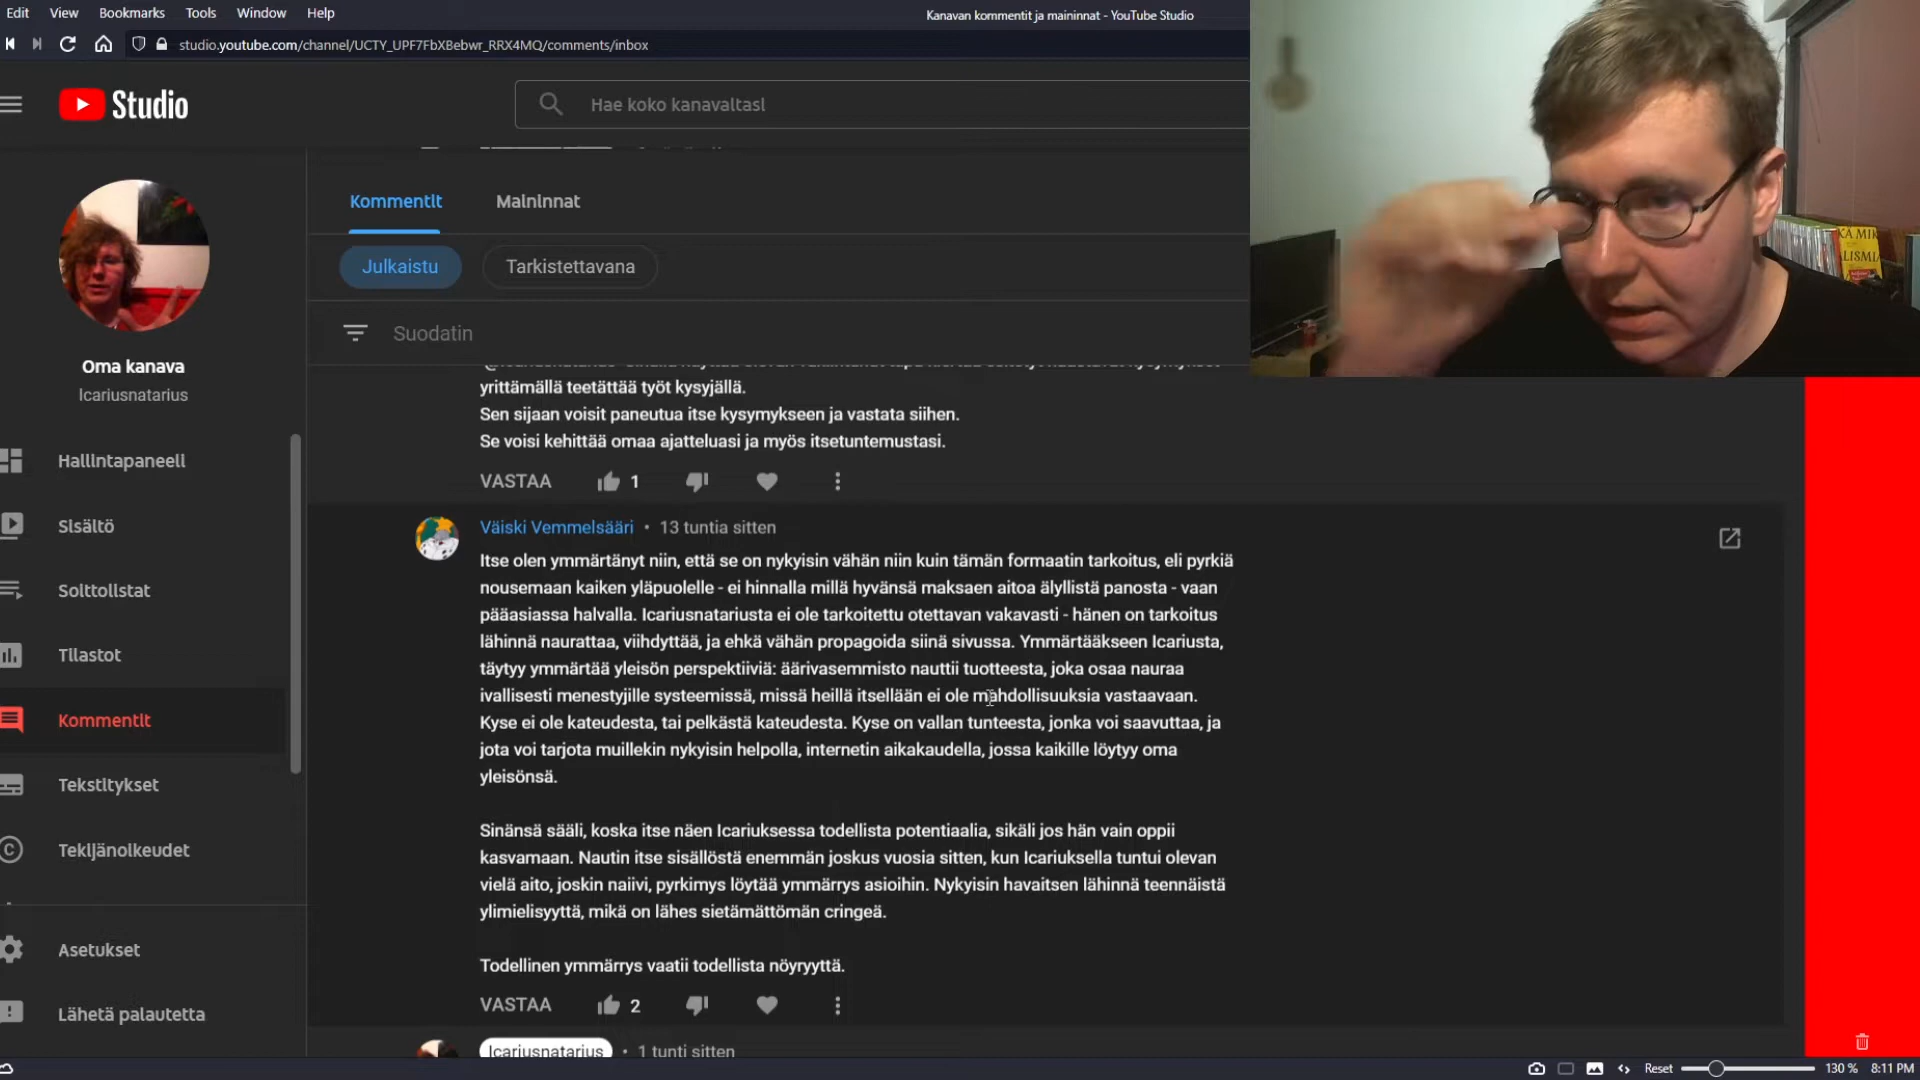 Edit View Bookmarks Tools Window Help
Kanavan kommentit ja maininnat - YouTube Studio
studio.youtube.com/channel/UCTY_UPF7FbXBebwr_RRX4MQ/comments/inbox
Studio
Hae koko kanavaltasi
Oma kanava
Icariusnatarius
Hallintapaneeli
Sisältö
Soittolistat
Tilastot
Kommentit
Tekstitykset
Tekijänoikeudet
Asetukset
Lähetä palautetta
Kommentit Maininnat
Julkaistu Tarkistettavana
Suodatin
yrittämällä teetättää työt kysyjällä.
Sen sijaan voisit paneutua itse kysymykseen ja vastata siihen.
Se voisi kehittää omaa ajatteluasi ja myös itsetuntemustasi.
VASTAA 1
Väiski Vemmelsääri • 13 tuntia sitten
Itse olen ymmärtänyt niin, että se on nykyisin vähän niin kuin tämän formaatin tarkoitus, eli pyrkiä
nousemaan kaiken yläpuolelle - ei hinnalla millä hyvänsä maksaen aitoa älyllistä panosta - vaan
pääasiassa halvalla. Icariusnatariusta ei ole tarkoitettu otettavan vakavasti - hänen on tarkoitus
lähinnä naurattaa, viihdyttää, ja ehkä vähän propagoida siinä sivussa. Ymmärtääkseen Icariusta,
täytyy ymmärtää yleisön perspektiiviä: äärivasemmisto nauttii tuotteesta, joka osaa nauraa
ivallisesti menestyjille systeemissä, missä heillä itsellään ei ole mahdollisuuksia vastaavaan.
Kyse ei ole kateudesta, tai pelkästä kateudesta. Kyse on vallan tunteesta, jonka voi saavuttaa, ja
jota voi tarjota muillekin nykyisin helpolla, internetin aikakaudella, jossa kaikille löytyy oma
yleisönsä.
Sinänsä sääli, koska itse näen Icariuksessa todellista potentiaalia, sikäli jos hän vain oppii
kasvamaan. Nautin itse sisällöstä enemmän joskus vuosia sitten, kun Icariuksella tuntui olevan
vielä aito, joskin naiivi, pyrkimys löytää ymmärrys asioihin. Nykyisin havaitsen lähinnä teennäistä
ylimielisyyttä, mikä on lähes sietämättömän cringeä.
Todellinen ymmärrys vaatii todellista nöyryyttä.
VASTAA 2
Icariusnatarius • 1 tunti sitten
Reset 130 % 8:11 PM